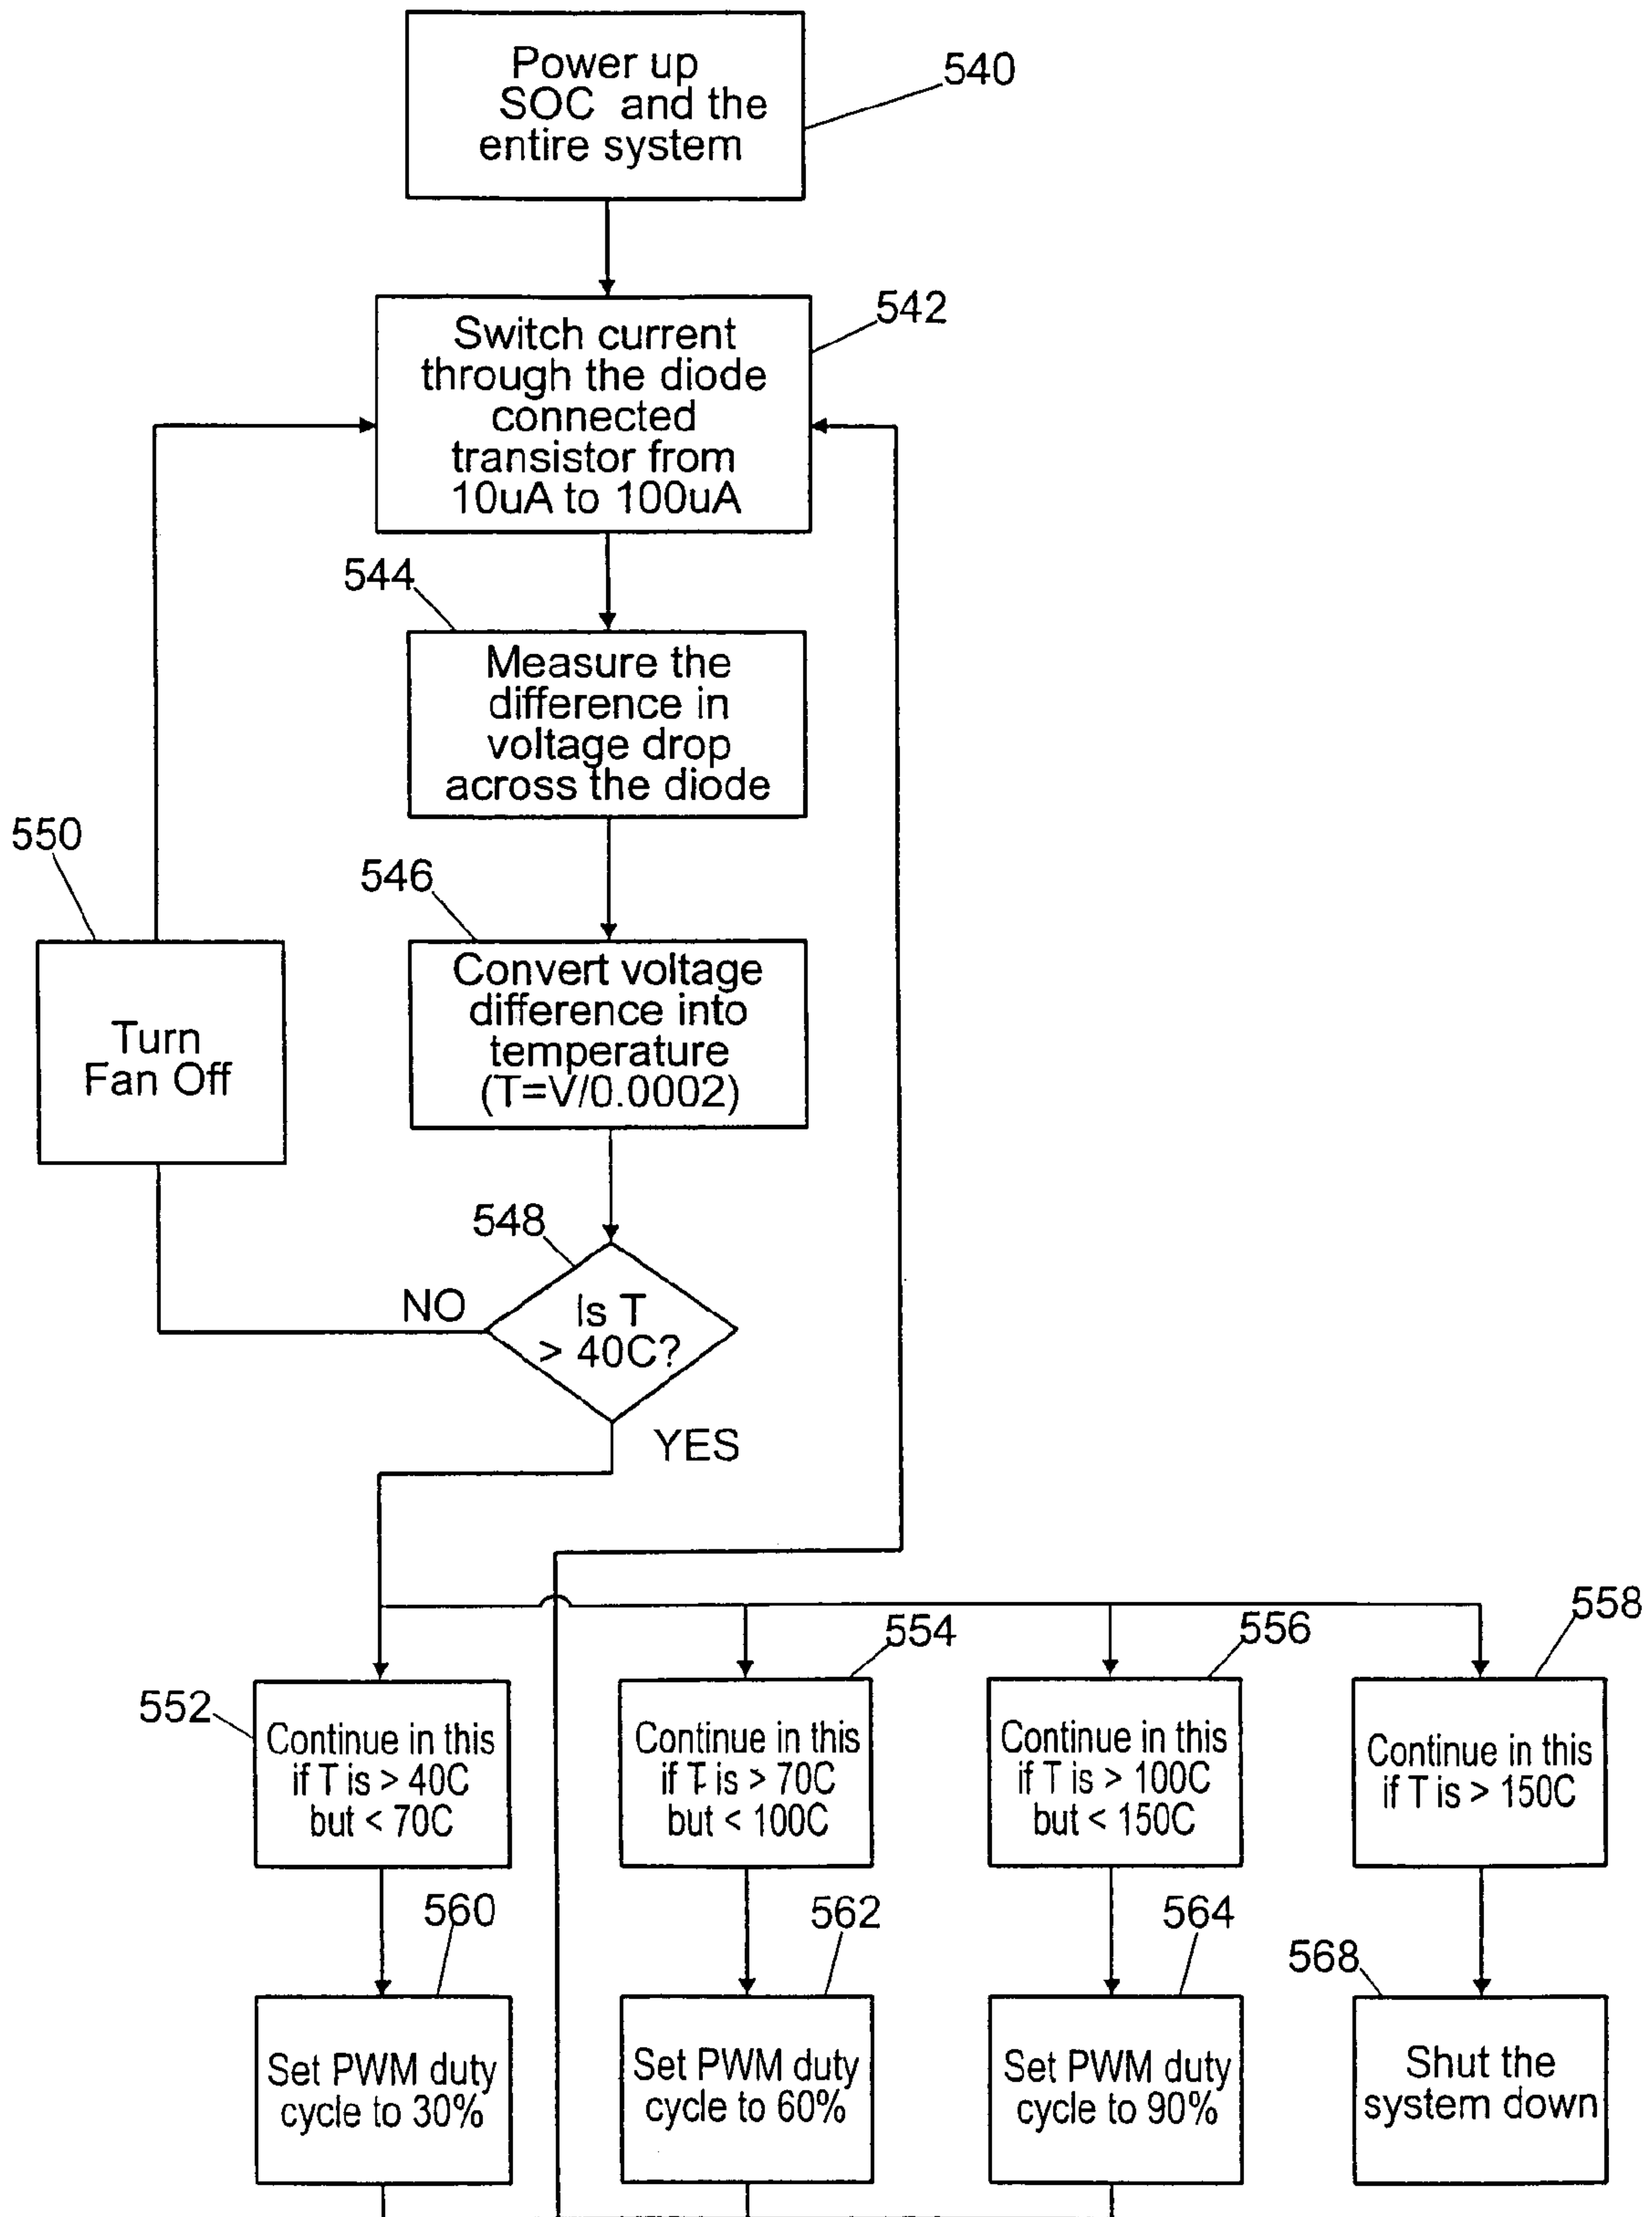 Power up
SOC and the
entire system
540
Switch current
through the diode
connected
transistor from
10uA to 100uA
542
544
Measure the
difference in
voltage drop
across the diode
550
546
Convert voltage
difference into
temperature
(T=V/0.0002)
Turn
Fan Off
548
NO
Is T
> 40C?
YES
552
Continue in this
if T is > 40C
but < 70C
554
Continue in this
if T is > 70C
but < 100C
556
Continue in this
if T is > 100C
but < 150C
558
Continue in this
if T is > 150C
560
Set PWM duty
cycle to 30%
562
Set PWM duty
cycle to 60%
564
Set PWM duty
cycle to 90%
568
Shut the
system down